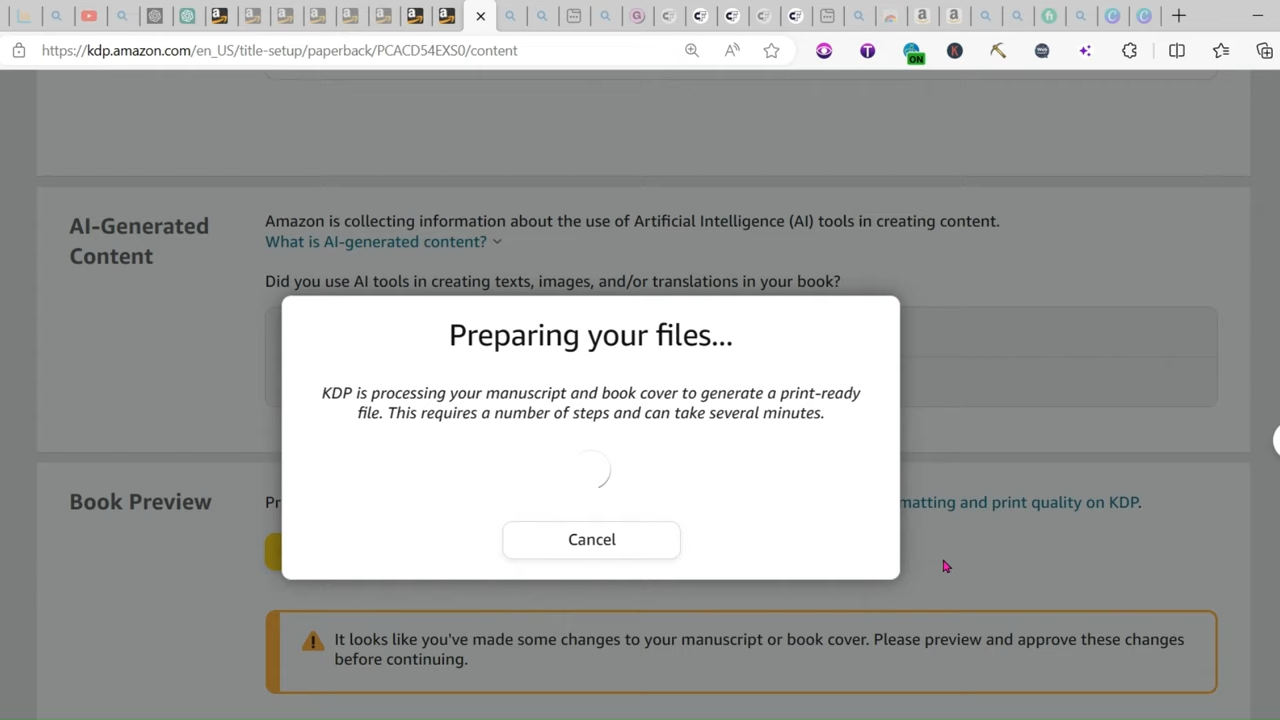 ON
https://kdp.amazon.com/en_US/title-setup/paperback/PCACD54EXS0/content
AI-Generated
Content
Amazon is collecting information about the use of Artificial Intelligence (AI) tools in creating content.
What is AI-generated content?
Did you use AI tools in creating texts, images, and/or translations in your book?
Preparing your files...
KDP is processing your manuscript and book cover to generate a print-ready
file. This requires a number of steps and can take several minutes.
Cancel
Book Preview
matting and print quality on KDP.
It looks like you've made some changes to your manuscript or book cover. Please preview and approve these changes
before continuing.